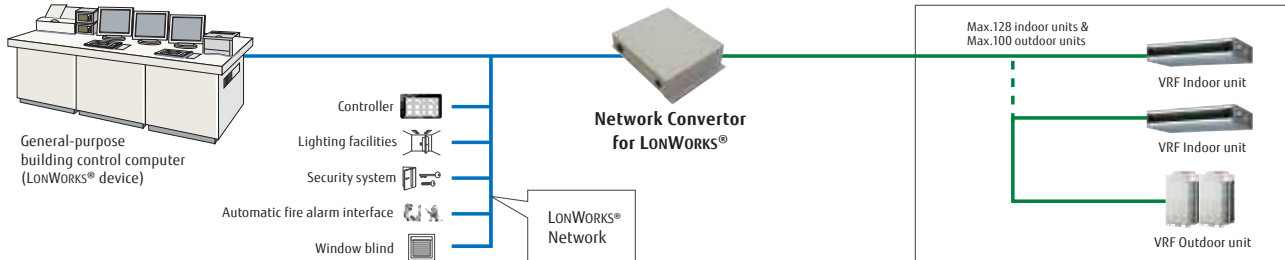 General-purpose
building control computer
(LONWORKS® device)
Controller
Lighting facilities
Security system
Automatic fire alarm interface
Window blind
LONWORKS®
Network
Network Convertor
for LONWORKS®
Max.128 indoor units &
Max.100 outdoor units
VRF Indoor unit
VRF Indoor unit
VRF Outdoor unit